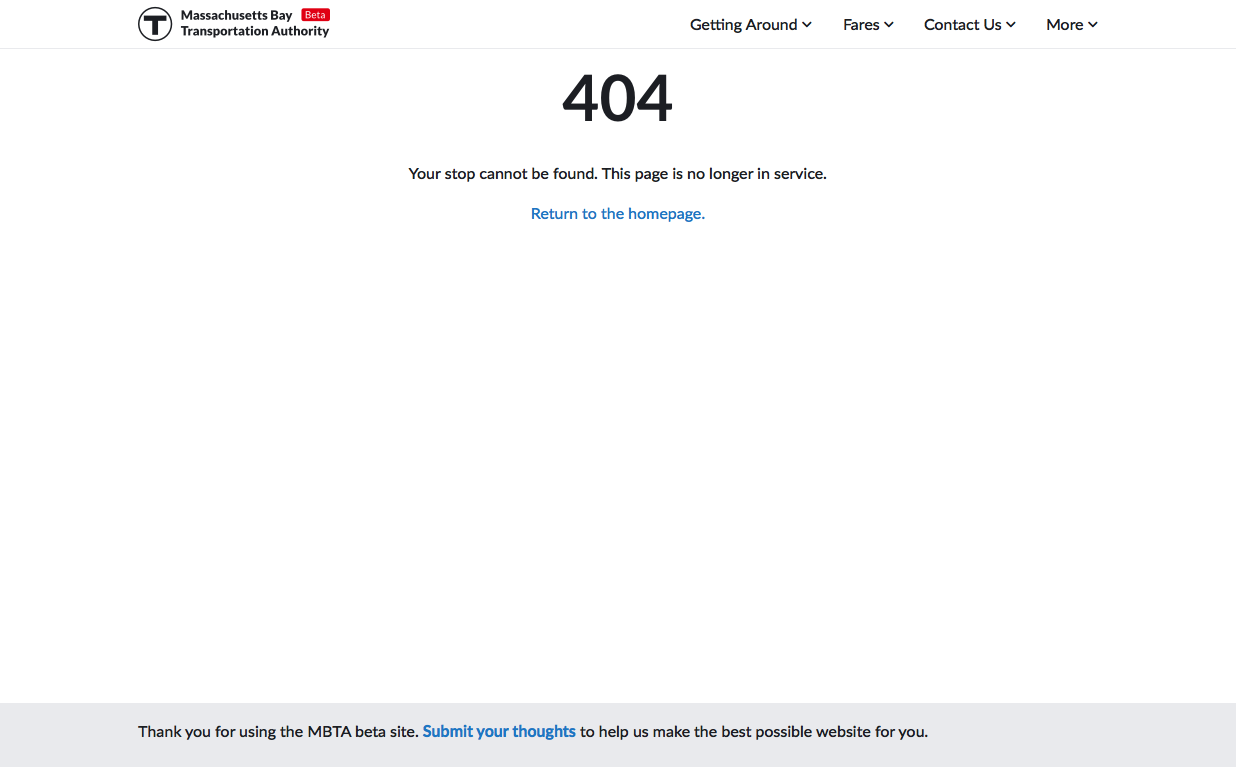 T
Massachusetts Bay Beta
Transportation Authority
Getting Around Fares Contact Us More
404
Your stop cannot be found. This page is no longer in service.
Return to the homepage.
Thank you for using the MBTA beta site. Submit your thoughts to help us make the best possible website for you.